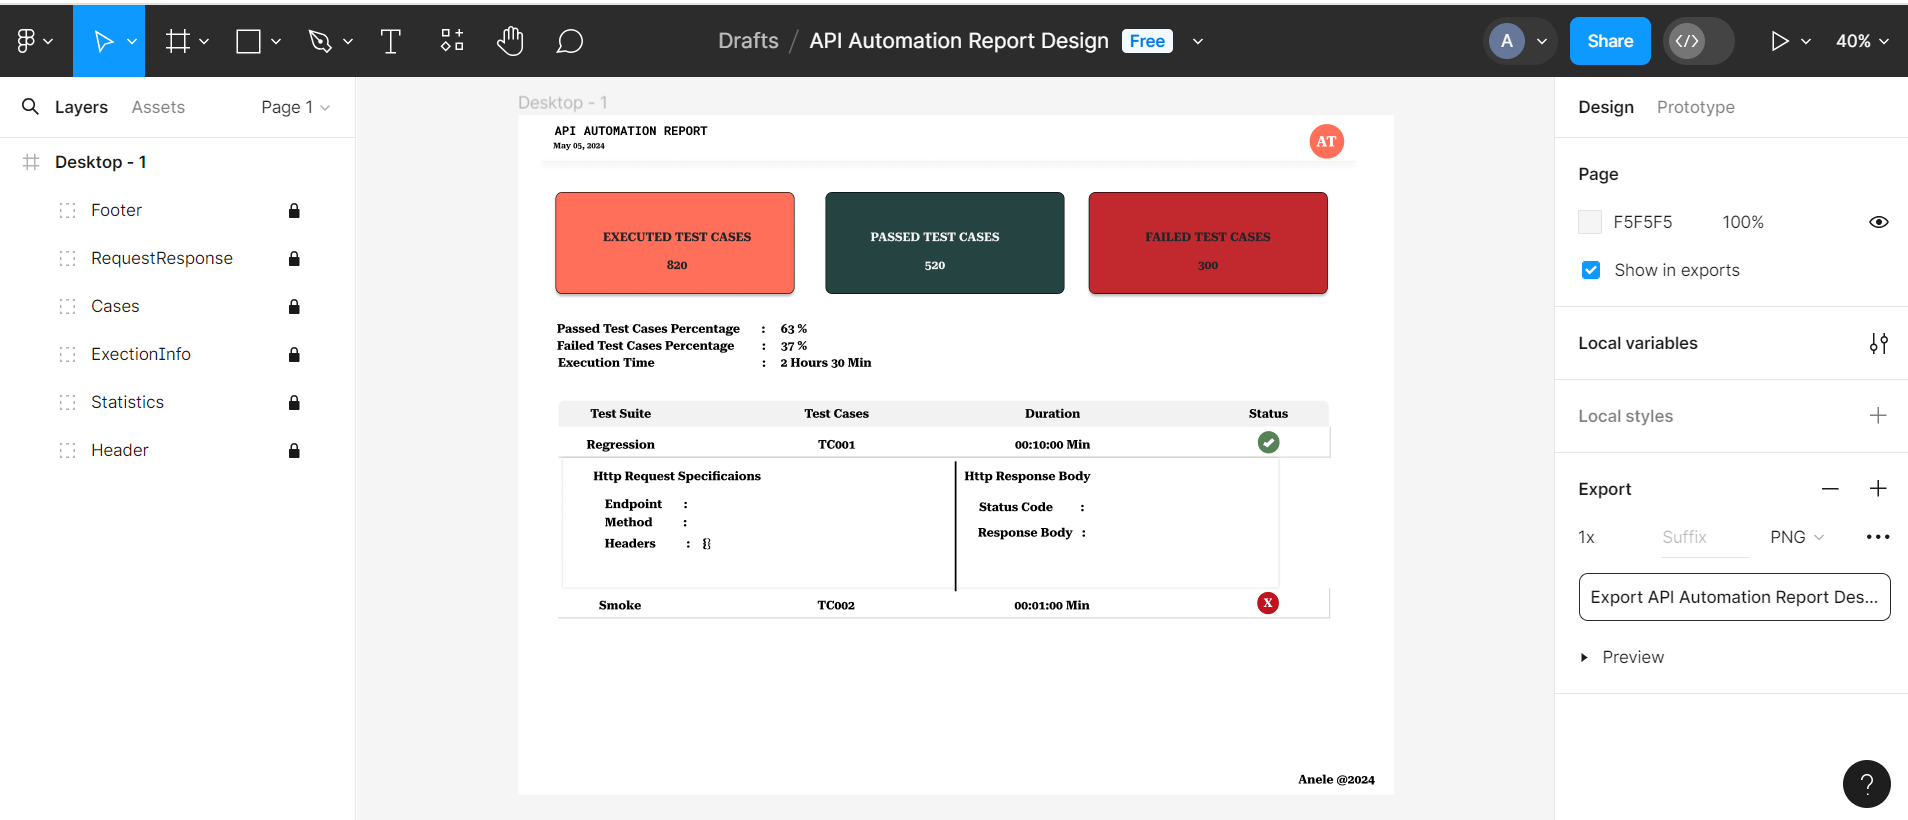 Drafts / API Automation Report Design Free
A
Share
40%
Layers Assets Page 1
Desktop - 1
Footer
RequestResponse
Cases
ExectionInfo
Statistics
Header
Desktop - 1
API AUTOMATION REPORT
May 05, 2024
AT
EXECUTED TEST CASES
820
PASSED TEST CASES
520
FAILED TEST CASES
300
Passed Test Cases Percentage : 63 %
Failed Test Cases Percentage : 37 %
Execution Time : 2 Hours 30 Min
Test Suite Test Cases Duration Status
Regression TC001 00:10:00 Min
Http Request Specificaions
Endpoint :
Method :
Headers : {}
Http Response Body
Status Code :
Response Body :
Smoke TC002 00:01:00 Min X
Anele @2024
Design Prototype
Page
F5F5F5 100%
Show in exports
Local variables
Local styles
Export
1x Suffix PNG
Export API Automation Report Des...
Preview
?